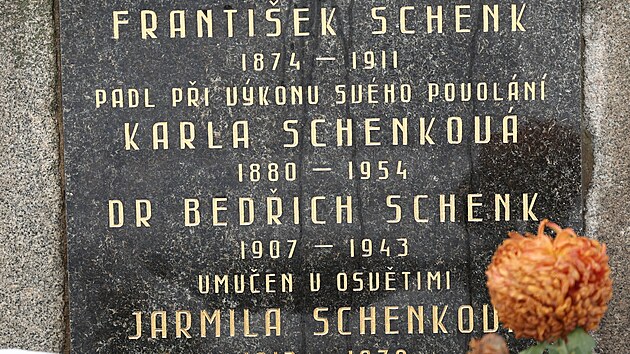 FRANTIŠEK SCHENK
1874 — 1911
PADL PŘI VÝKONU SVÉHO POVOLÁNÍ
KARLA SCHENKOVÁ
1880 — 1954
DR BEDŘICH SCHENK
1907 — 1943
UMUČEN V OSVĚTIMI
JARMILA